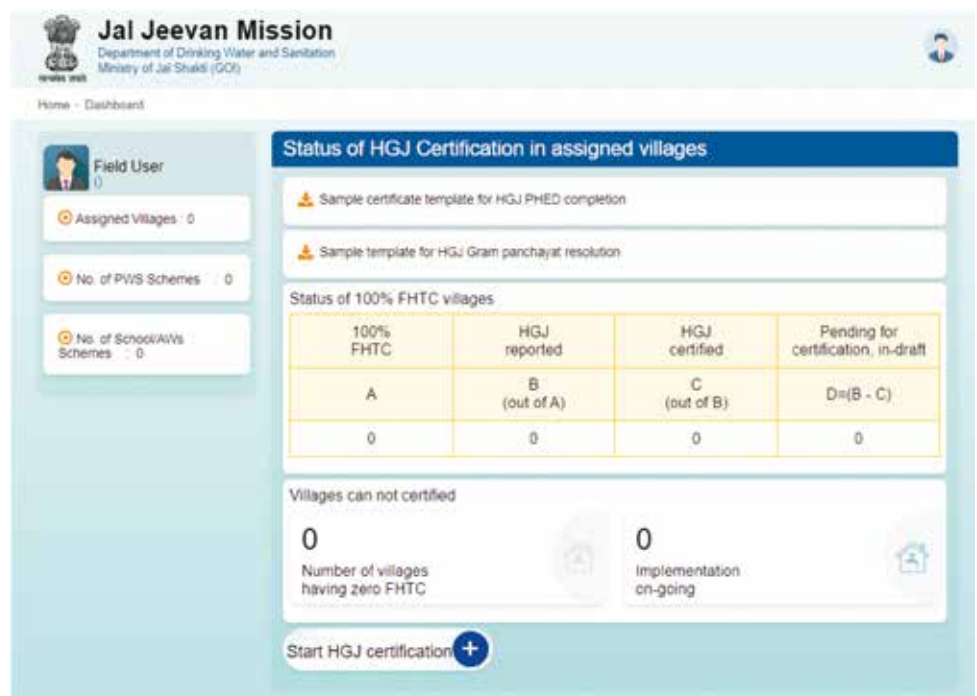 Jal Jeevan Mission
Department of Drinking Water and Sanitation
Ministry of Jal Shakti (GOI)
सत्यमेव जयते
Home - Dashboard
Field User
()
Assigned Villages : 0
No. of PWS Schemes : 0
No. of School/AWs
Schemes : 0
Status of HGJ Certification in assigned villages
Sample certificate template for HGJ PHED completion
Sample template for HGJ Gram panchayat resolution
Status of 100% FHTC villages
100%
FHTC
HGJ
reported
HGJ
certified
Pending for
certification, in-draft
A
B
(out of A)
C
(out of B)
D=(B - C)
0
0
0
0
Villages can not certified
0
Number of villages
having zero FHTC
0
Implementation
on-going
Start HGJ certification